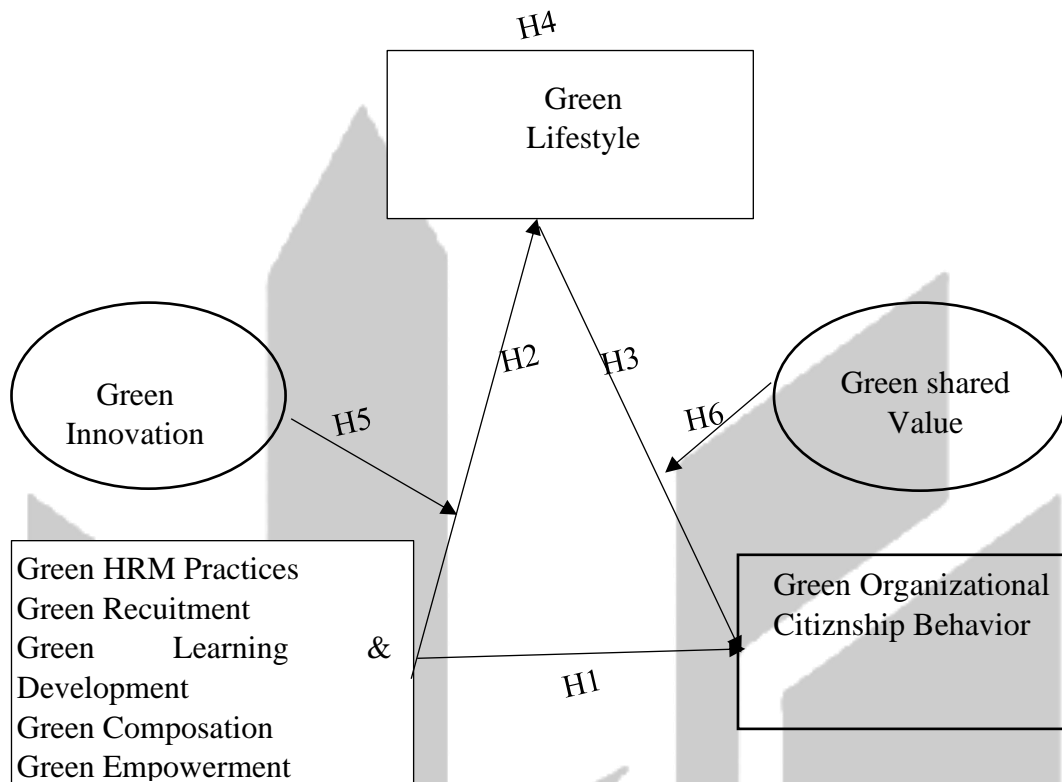 H4
Green
Lifestyle
H2
H3
Green
Innovation
H5
Green shared
Value
H6
Green HRM Practices
Green Recuitment
Green Learning &
Development
Green Composation
Green Empowerment
H1
Green Organizational
Citiznship Behavior